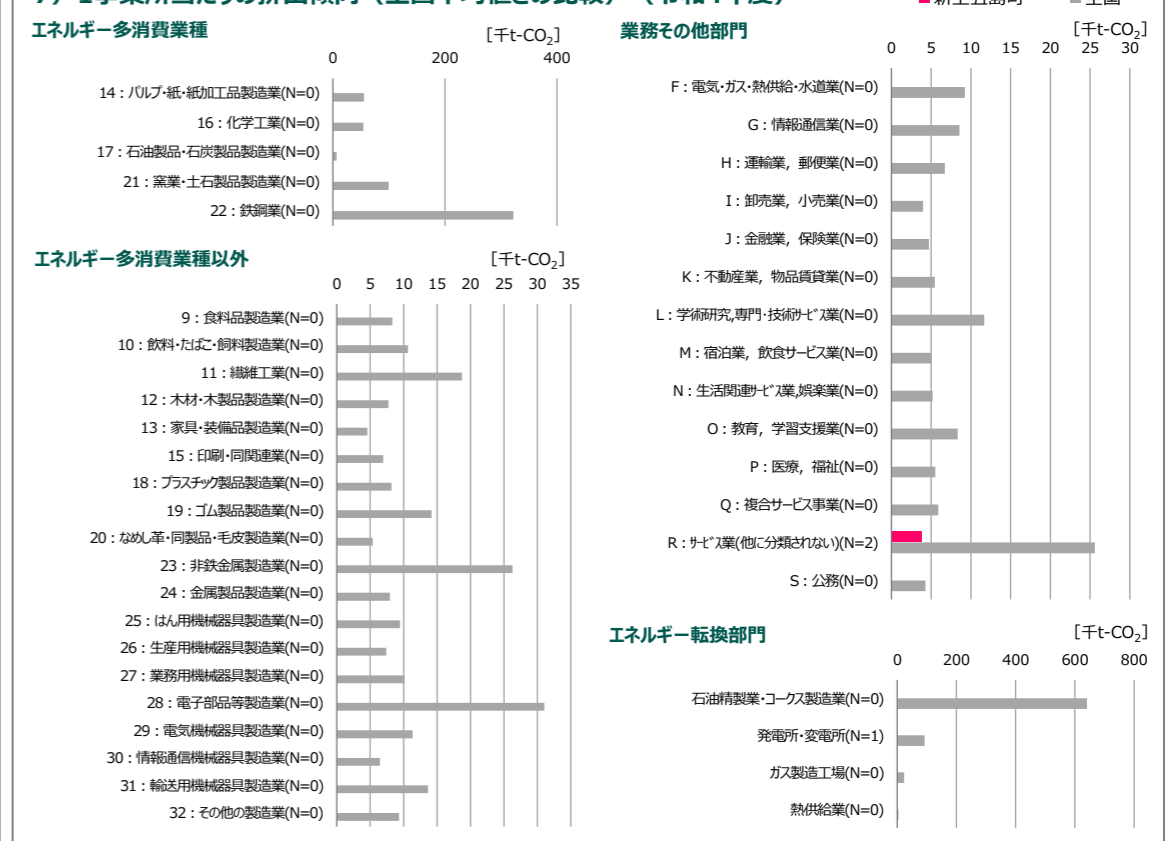 エネルギー多消費業種
[千t-CO₂]
0 200 400
14：パルプ・紙・紙加工品製造業(N=0)
16：化学工業(N=0)
17：石油製品・石炭製品製造業(N=0)
21：窯業・土石製品製造業(N=0)
22：鉄鋼業(N=0)
エネルギー多消費業種以外
[千t-CO₂]
0 5 10 15 20 25 30 35
9：食料品製造業(N=0)
10：飲料・たばこ・飼料製造業(N=0)
11：繊維工業(N=0)
12：木材・木製品製造業(N=0)
13：家具・装備品製造業(N=0)
15：印刷・同関連業(N=0)
18：プラスチック製品製造業(N=0)
19：ゴム製品製造業(N=0)
20：なめし革・同製品・毛皮製造業(N=0)
23：非鉄金属製造業(N=0)
24：金属製品製造業(N=0)
25：はん用機械器具製造業(N=0)
26：生産用機械器具製造業(N=0)
27：業務用機械器具製造業(N=0)
28：電子部品等製造業(N=0)
29：電気機械器具製造業(N=0)
30：情報通信機械器具製造業(N=0)
31：輸送用機械器具製造業(N=0)
32：その他の製造業(N=0)
業務その他部門
[千t-CO₂]
0 5 10 15 20 25 30
F：電気・ガス・熱供給・水道業(N=0)
G：情報通信業(N=0)
H：運輸業，郵便業(N=0)
I：卸売業，小売業(N=0)
J：金融業，保険業(N=0)
K：不動産業，物品賃貸業(N=0)
L：学術研究,専門・技術サービス業(N=0)
M：宿泊業，飲食サービス業(N=0)
N：生活関連サービス業,娯楽業(N=0)
O：教育，学習支援業(N=0)
P：医療，福祉(N=0)
Q：複合サービス事業(N=0)
R：サービス業(他に分類されない)(N=2)
S：公務(N=0)
エネルギー転換部門
[千t-CO₂]
0 200 400 600 800
石油精製業・コークス製造業(N=0)
発電所・変電所(N=1)
ガス製造工場(N=0)
熱供給業(N=0)